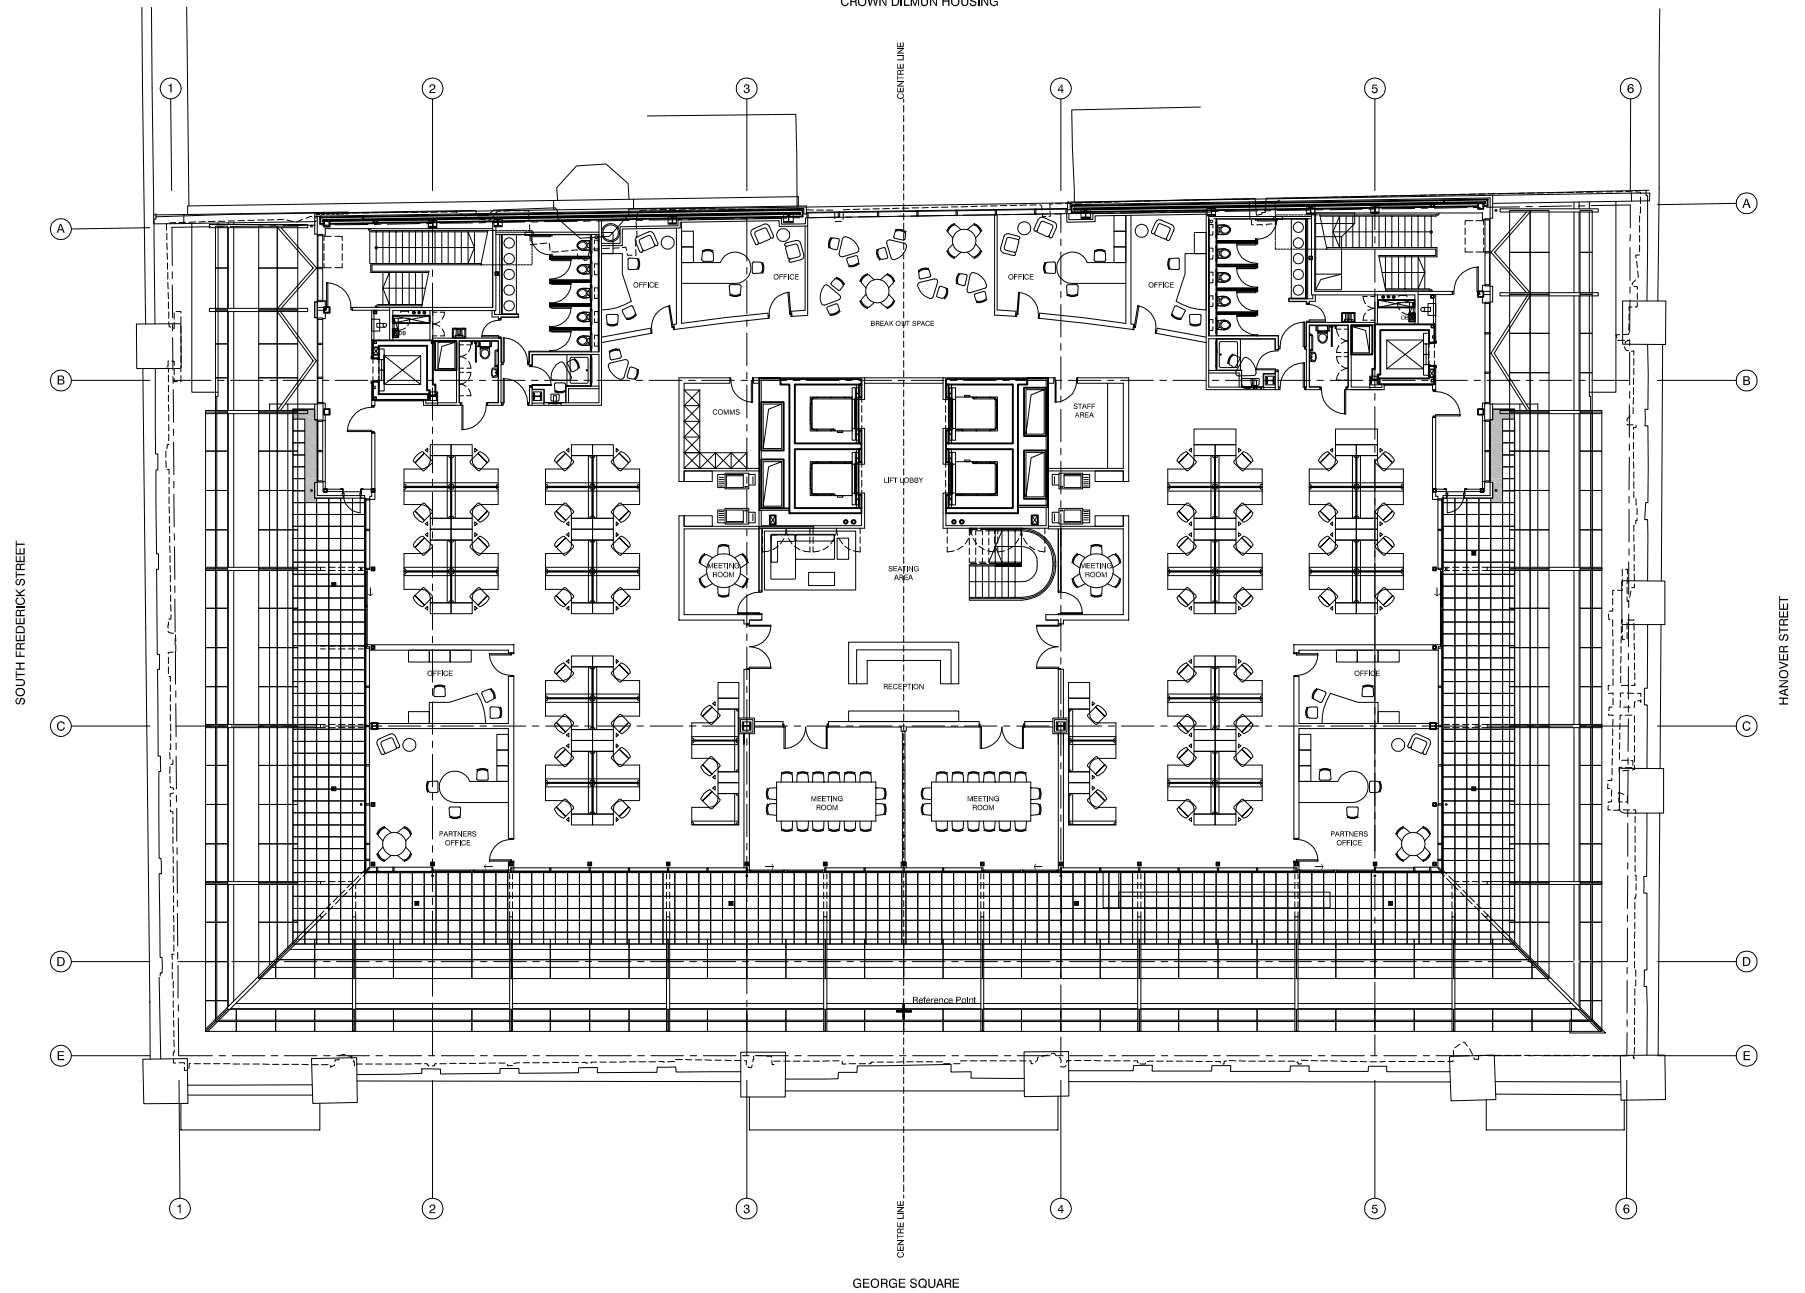 CROWN DILMUN HOUSING
CENTRE LINE
1
2
3
4
5
6
A
A
OFFICE
OFFICE
OFFICE
OFFICE
BREAK OUT SPACE
B
B
COMMS
STAFF
AREA
LIFT LOBBY
MEETING
ROOM
SEATING
AREA
MEETING
ROOM
SOUTH FREDERICK STREET
HANOVER STREET
OFFICE
RECEPTION
OFFICE
C
C
MEETING
ROOM
MEETING
ROOM
PARTNERS
OFFICE
PARTNERS
OFFICE
D
D
Reference Point
E
E
1
2
3
4
5
6
CENTRE LINE
GEORGE SQUARE